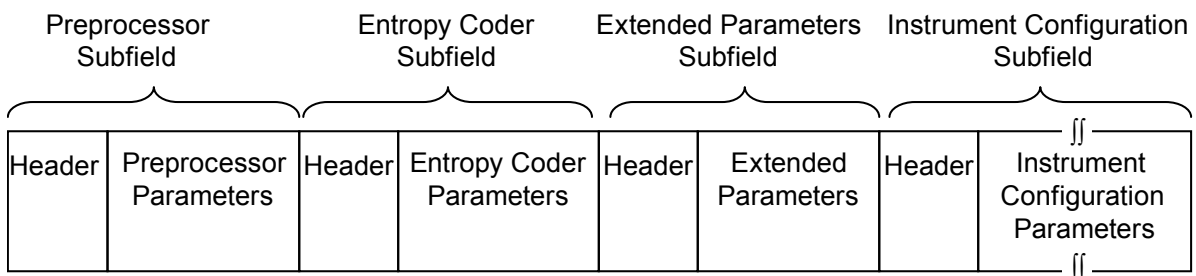 Preprocessor Subfield
Entropy Coder Subfield
Extended Parameters Subfield
Instrument Configuration Subfield
Header
Preprocessor Parameters
Header
Entropy Coder Parameters
Header
Extended Parameters
Header
Instrument Configuration Parameters